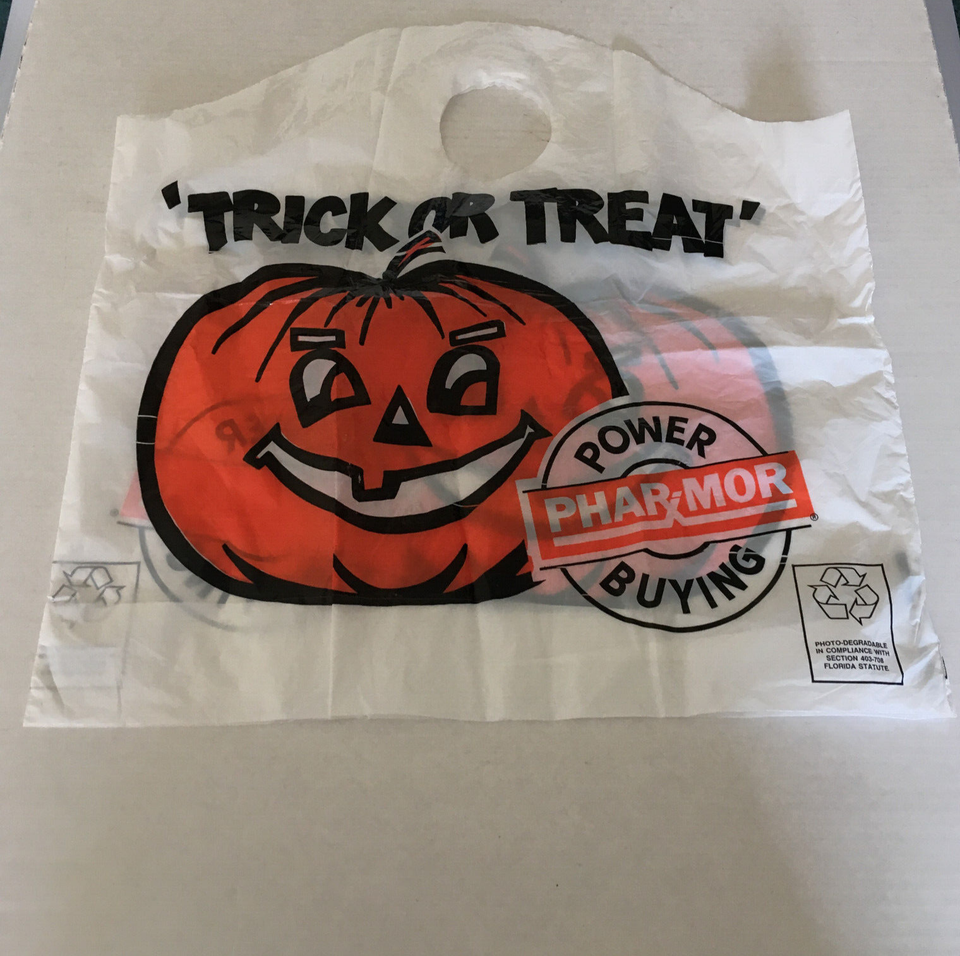 'TRICK OR TREAT'
POWER
PHAR-MOR®
BUYING
PHOTO-DEGRADABLE
IN COMPLIANCE WITH
SECTION 403-708
FLORIDA STATUTE